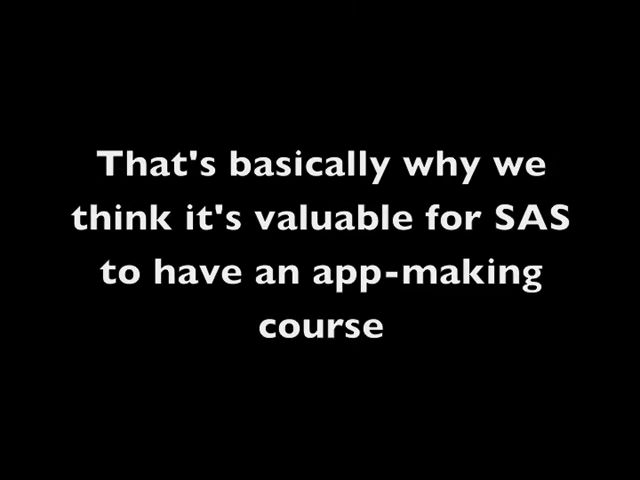 That's basically why we
think it's valuable for SAS
to have an app-making
course